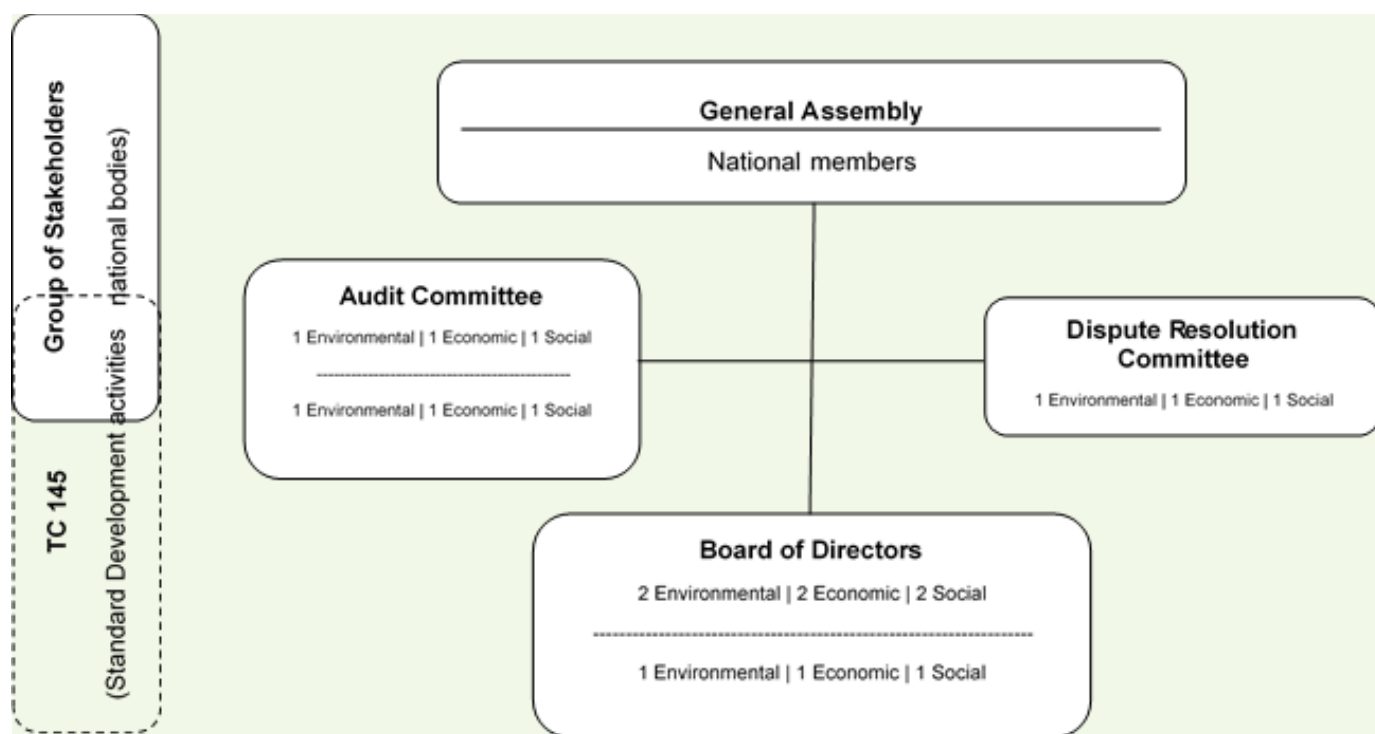 Group of Stakeholders
national bodies)
TC 145
(Standard Development activities
General Assembly
National members
Audit Committee
1 Environmental | 1 Economic | 1 Social
1 Environmental | 1 Economic | 1 Social
Dispute Resolution
Committee
1 Environmental | 1 Economic | 1 Social
Board of Directors
2 Environmental | 2 Economic | 2 Social
1 Environmental | 1 Economic | 1 Social